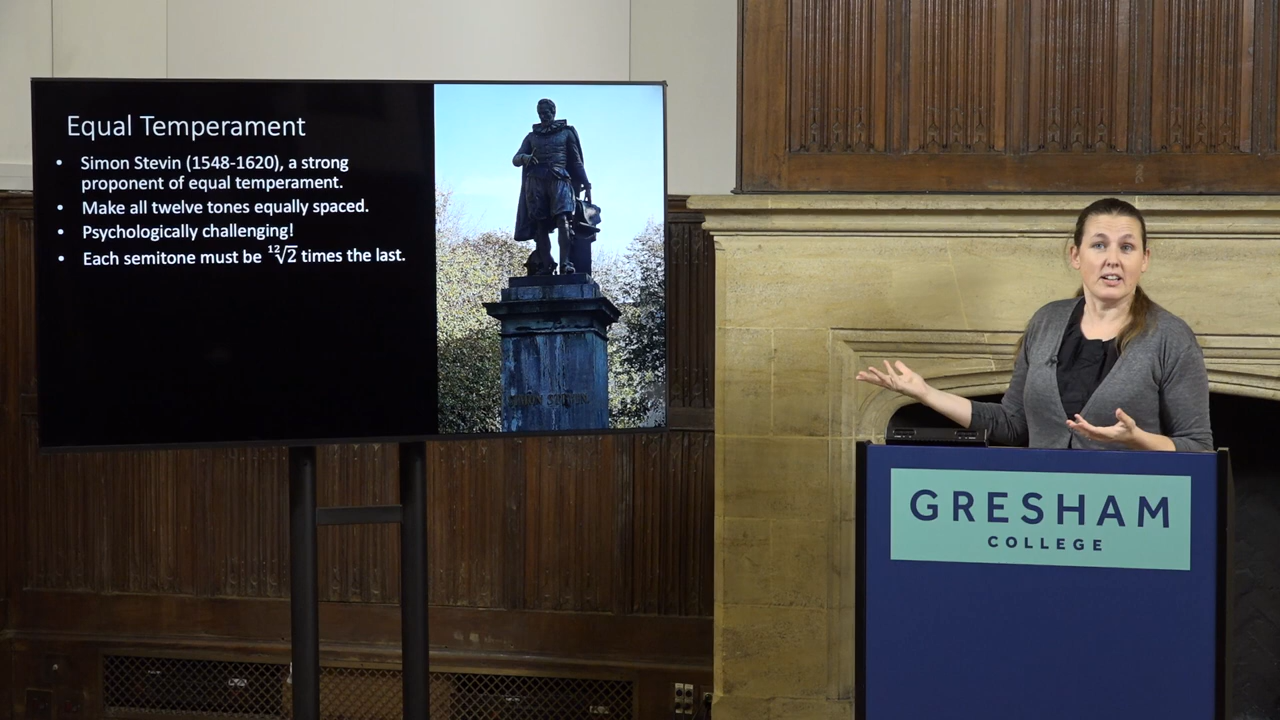 Equal Temperament
• Simon Stevin (1548-1620), a strong
proponent of equal temperament.
• Make all twelve tones equally spaced.
• Psychologically challenging!
• Each semitone must be ¹²√2 times the last.
GRESHAM
COLLEGE